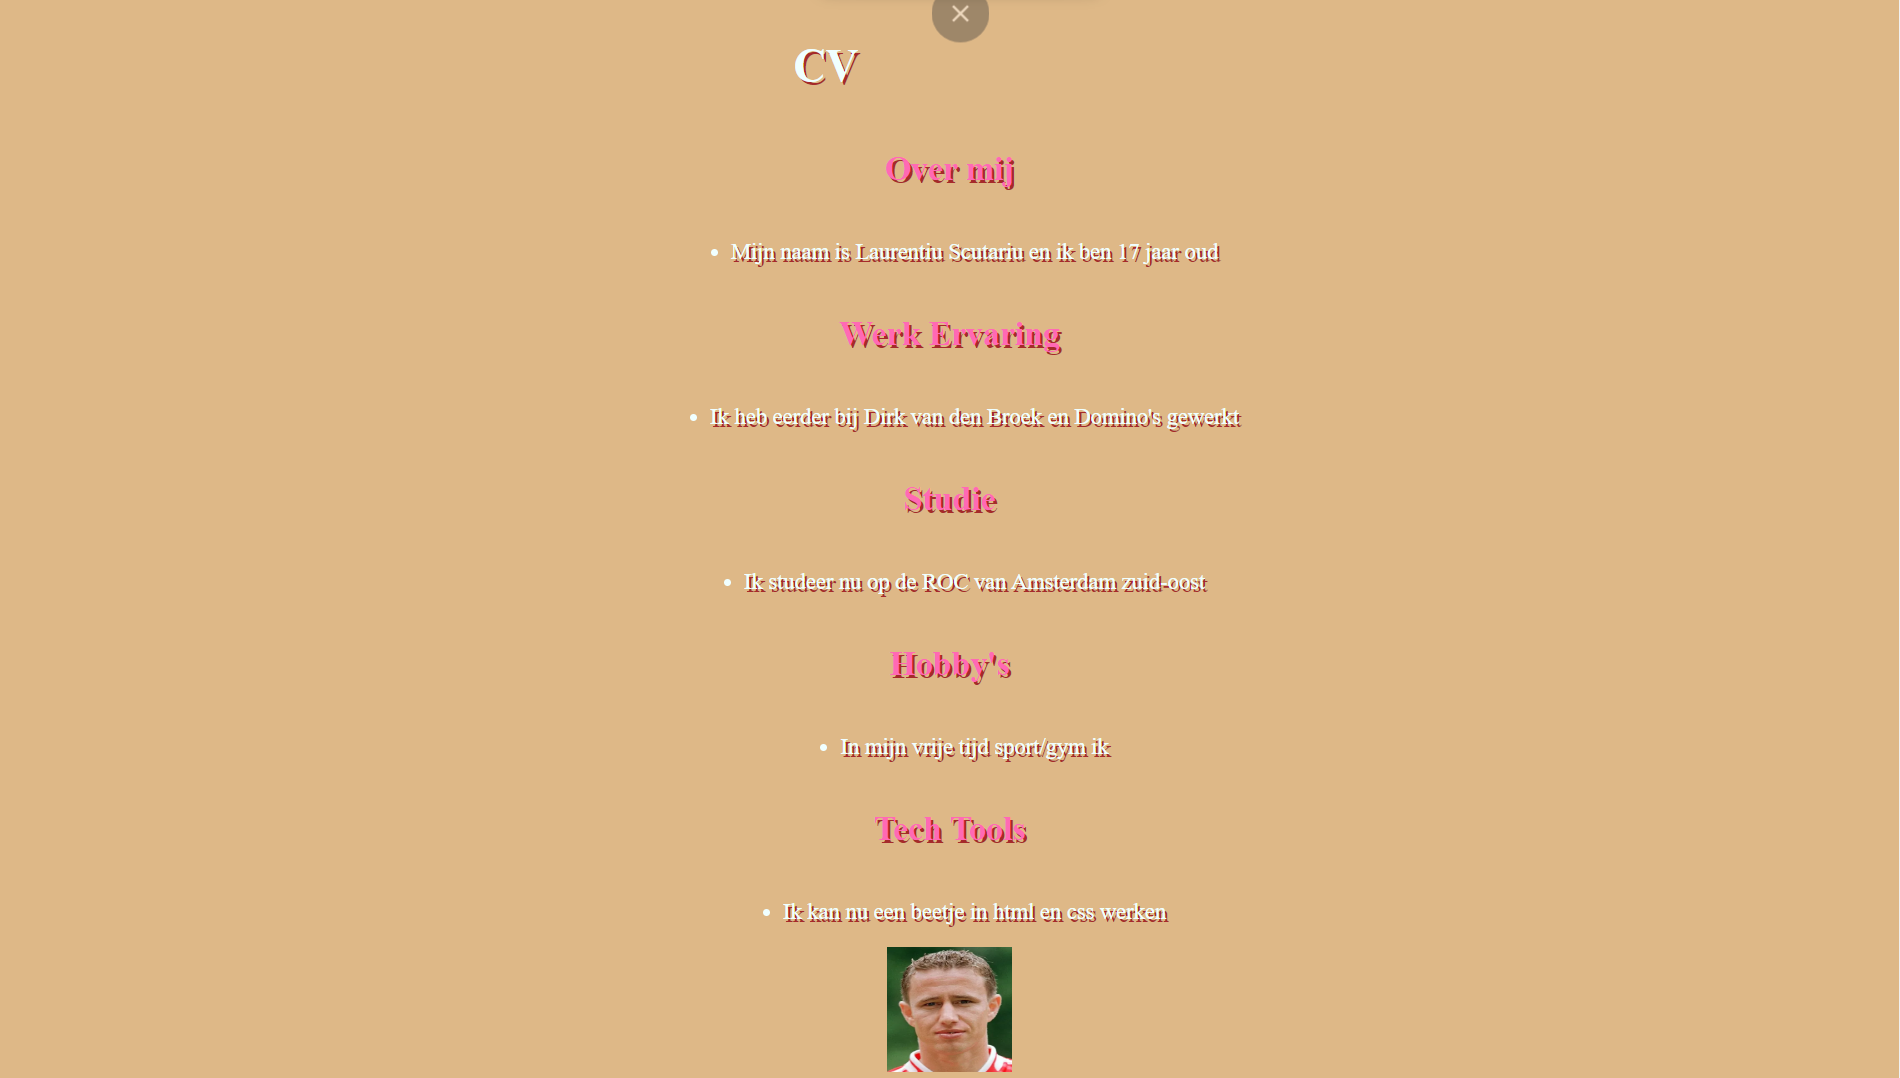 CV
Over mij
Mijn naam is Laurentiu Scutariu en ik ben 17 jaar oud
Werk Ervaring
Ik heb eerder bij Dirk van den Broek en Domino's gewerkt
Studie
Ik studeer nu op de ROC van Amsterdam zuid-oost
Hobby's
In mijn vrije tijd sport/gym ik
Tech Tools
Ik kan nu een beetje in html en css werken